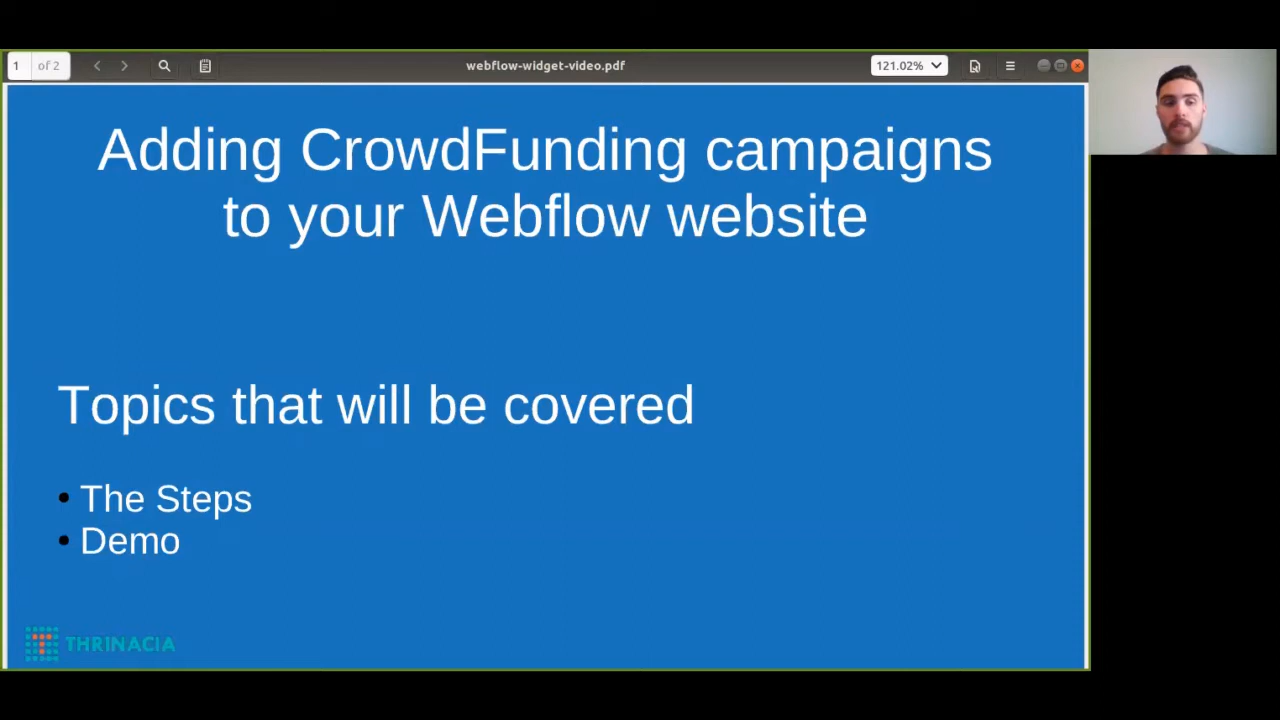 1 of 2
webflow-widget-video.pdf
121.02%
Adding CrowdFunding campaigns
to your Webflow website
Topics that will be covered
• The Steps
• Demo
THRINACIA